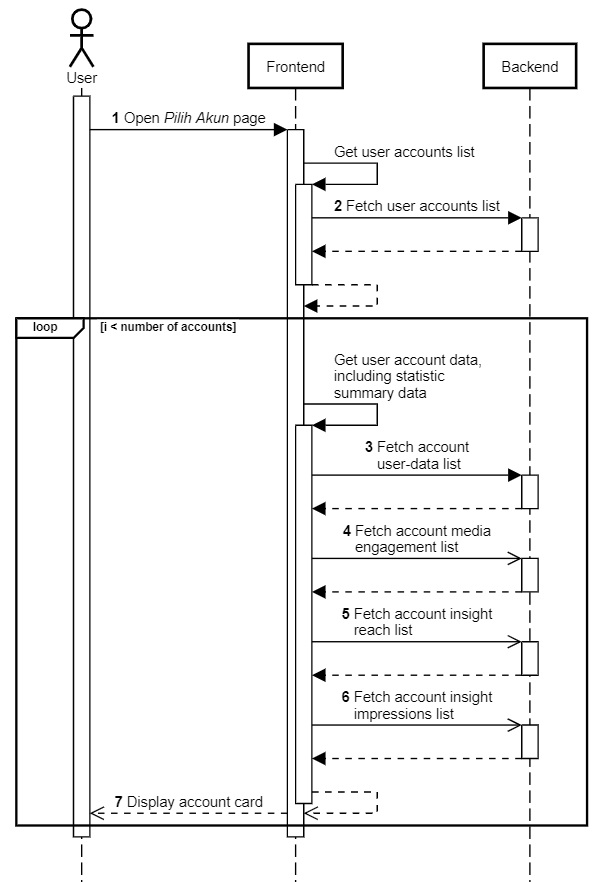 User
Frontend
Backend
1 Open Pilih Akun page
Get user accounts list
2 Fetch user accounts list
loop
[i < number of accounts]
Get user account data,
including statistic
summary data
3 Fetch account
user-data list
4 Fetch account media
engagement list
5 Fetch account insight
reach list
6 Fetch account insight
impressions list
7 Display account card